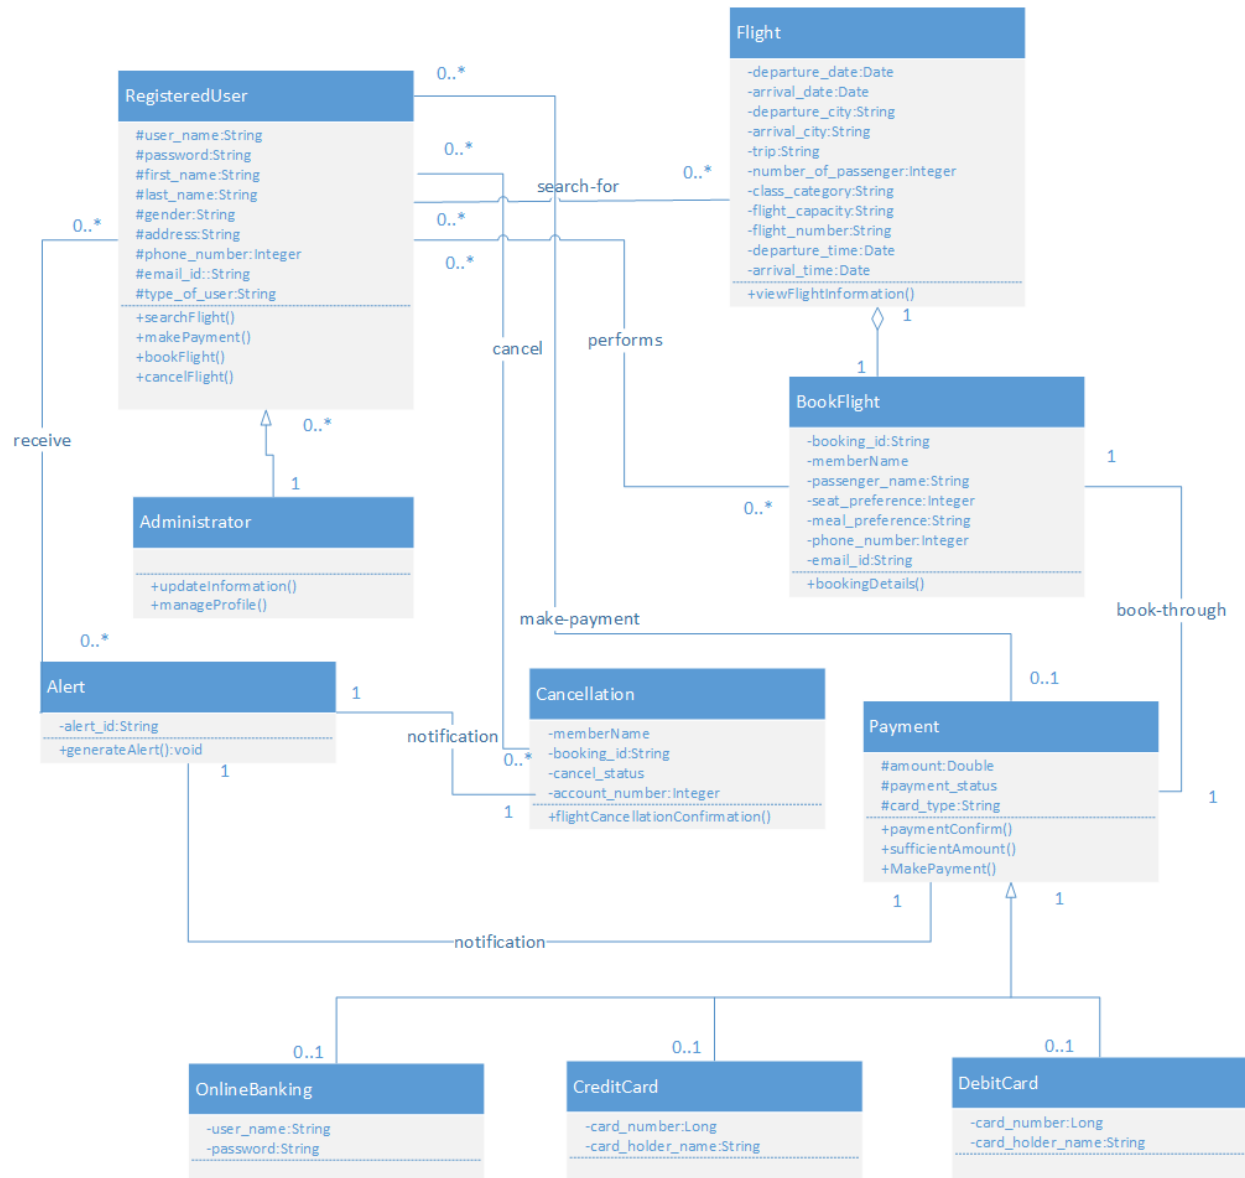 Flight
-departure_date:Date
-arrival_date:Date
-departure_city:String
-arrival_city:String
-trip:String
-number_of_passenger:Integer
-class_category:String
-flight_capacity:String
-flight_number:String
-departure_time:Date
-arrival_time:Date
+viewFlightInformation()
RegisteredUser
#user_name:String
#password:String
#first_name:String
#last_name:String
#gender:String
#address:String
#phone_number:Integer
#email_id::String
#type_of_user:String
+searchFlight()
+makePayment()
+bookFlight()
+cancelFlight()
0..*
0..*
search-for
0..*
0..*
0..*
0..*
1
cancel
performs
1
receive
0..*
1
BookFlight
-booking_id:String
-memberName
-passenger_name:String
-seat_preference:Integer
-meal_preference:String
-phone_number:Integer
-email_id:String
+bookingDetails()
1
0..*
Administrator
+updateInformation()
+manageProfile()
book-through
make-payment
0..*
Alert
-alert_id:String
+generateAlert():void
1
1
notification
Cancellation
-memberName
-booking_id:String
-cancel_status
-account_number:Integer
+flightCancellationConfirmation()
0..*
1
0..1
Payment
#amount:Double
#payment_status
#card_type:String
+paymentConfirm()
+sufficientAmount()
+MakePayment()
1
1
1
notification
0..1
0..1
0..1
OnlineBanking
-user_name:String
-password:String
CreditCard
-card_number:Long
-card_holder_name:String
DebitCard
-card_number:Long
-card_holder_name:String